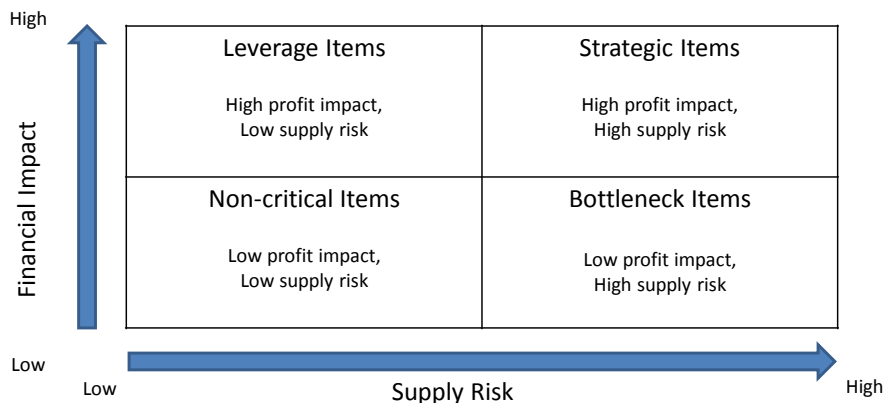 High
Leverage Items
High profit impact,
Low supply risk
Strategic Items
High profit impact,
High supply risk
Financial Impact
Non-critical Items
Low profit impact,
Low supply risk
Bottleneck Items
Low profit impact,
High supply risk
Low
Low
Supply Risk
High